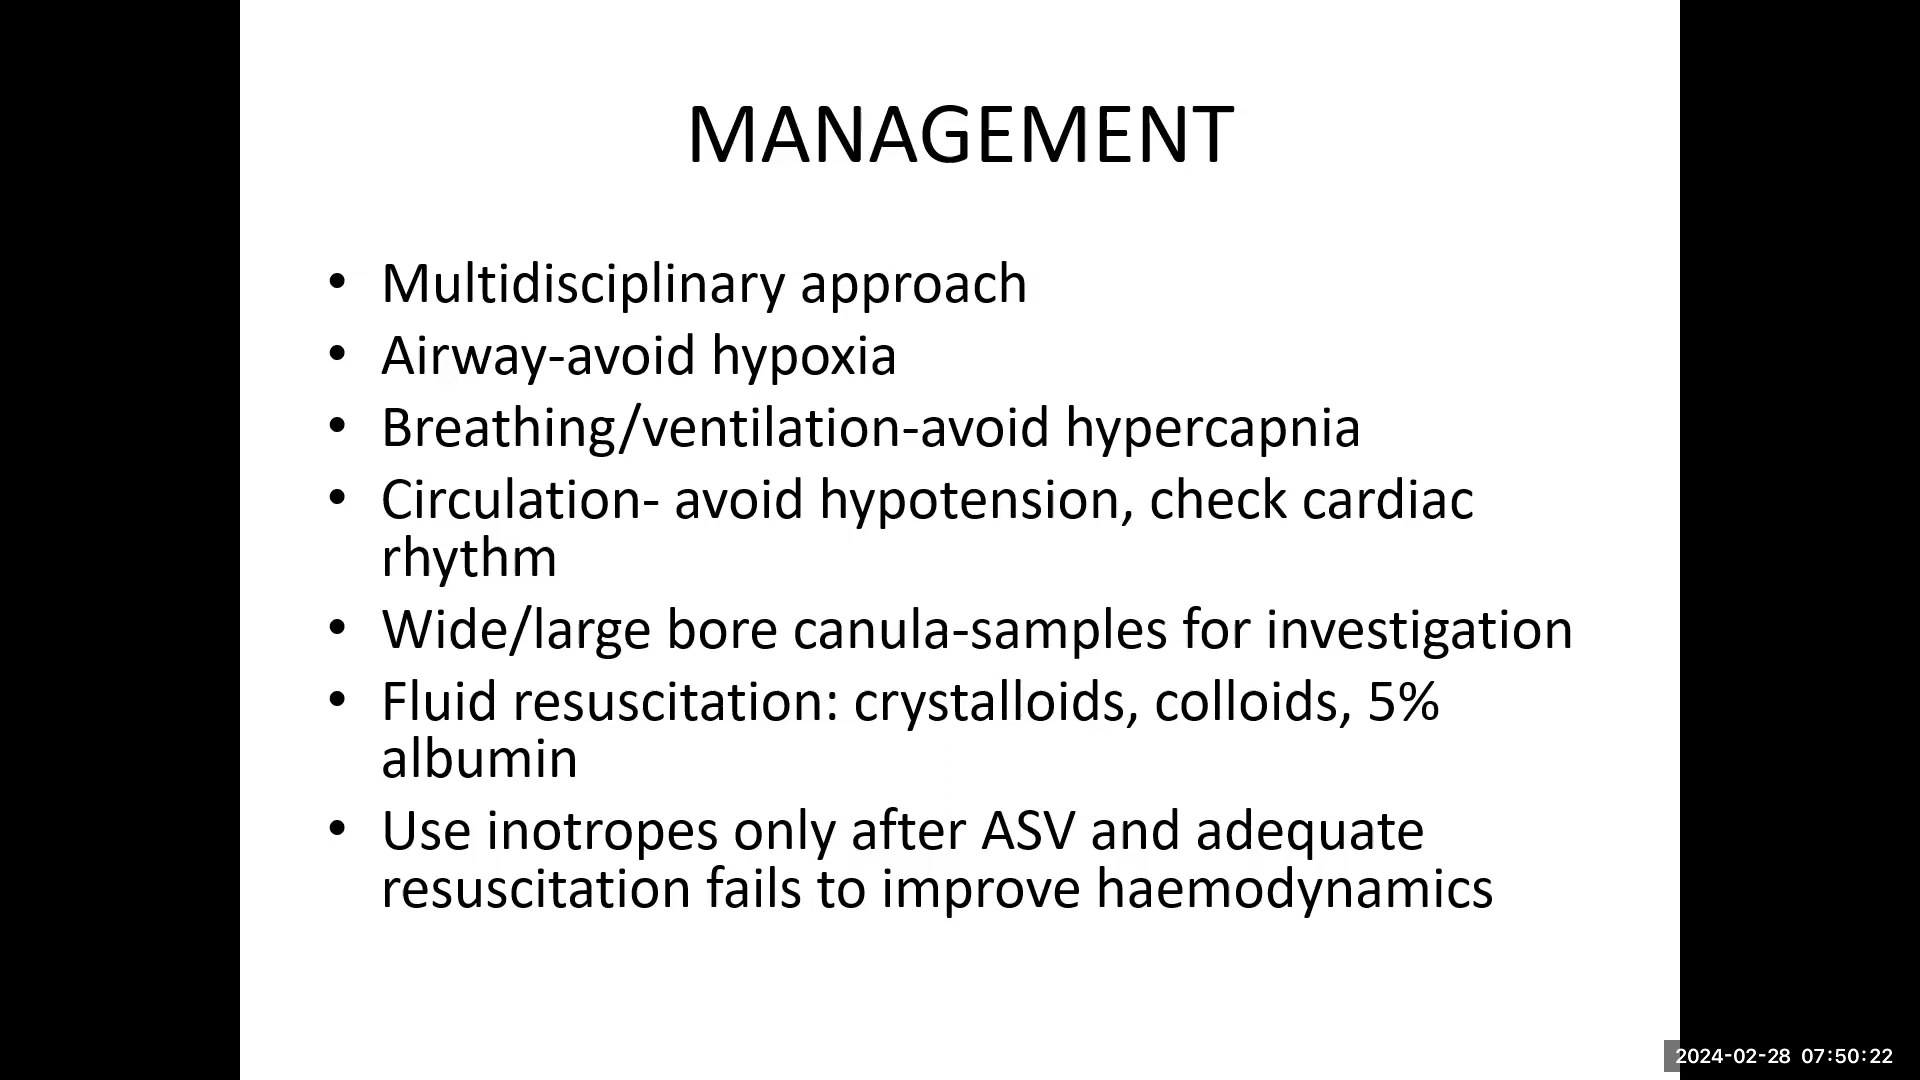 MANAGEMENT
• Multidisciplinary approach
• Airway-avoid hypoxia
• Breathing/ventilation-avoid hypercapnia
• Circulation- avoid hypotension, check cardiac
rhythm
• Wide/large bore canula-samples for investigation
• Fluid resuscitation: crystalloids, colloids, 5%
albumin
• Use inotropes only after ASV and adequate
resuscitation fails to improve haemodynamics
2024-02-28 07:50:22